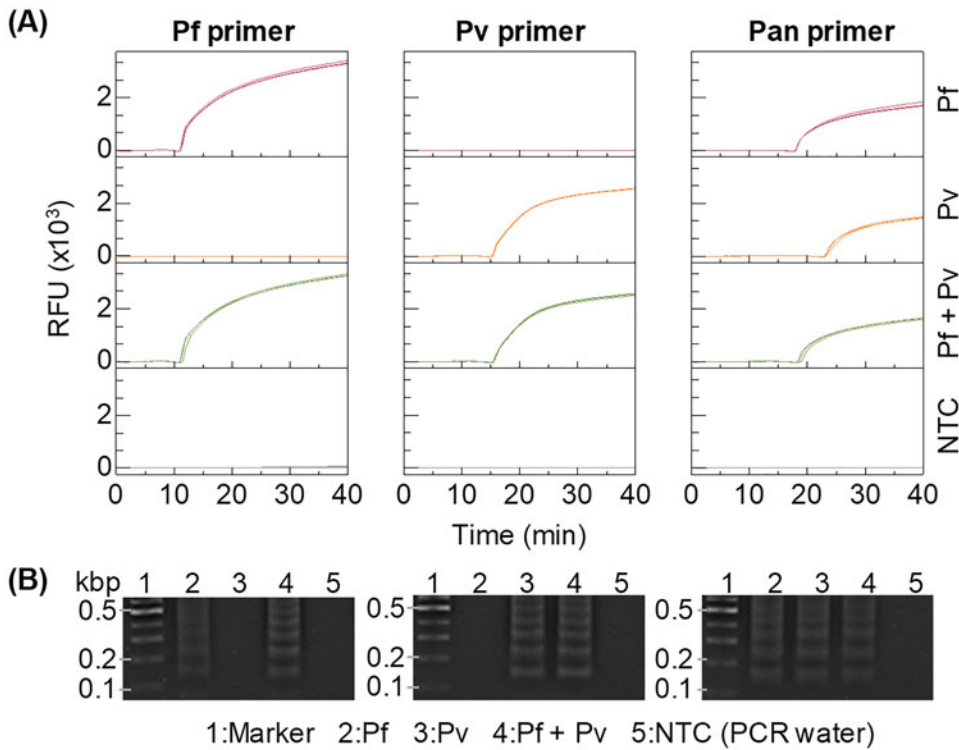 (A)
Pf primer Pv primer Pan primer
2
0
Pf
2
0
Pv
2
0
Pf + Pv
2
0
NTC
RFU (x10³)
0 10 20 30 40 0 10 20 30 40 0 10 20 30 40
Time (min)
(B)
kbp 1 2 3 4 5 1 2 3 4 5 1 2 3 4 5
0.5 0.5 0.5
0.2 0.2 0.2
0.1 0.1 0.1
1:Marker 2:Pf 3:Pv 4:Pf + Pv 5:NTC (PCR water)